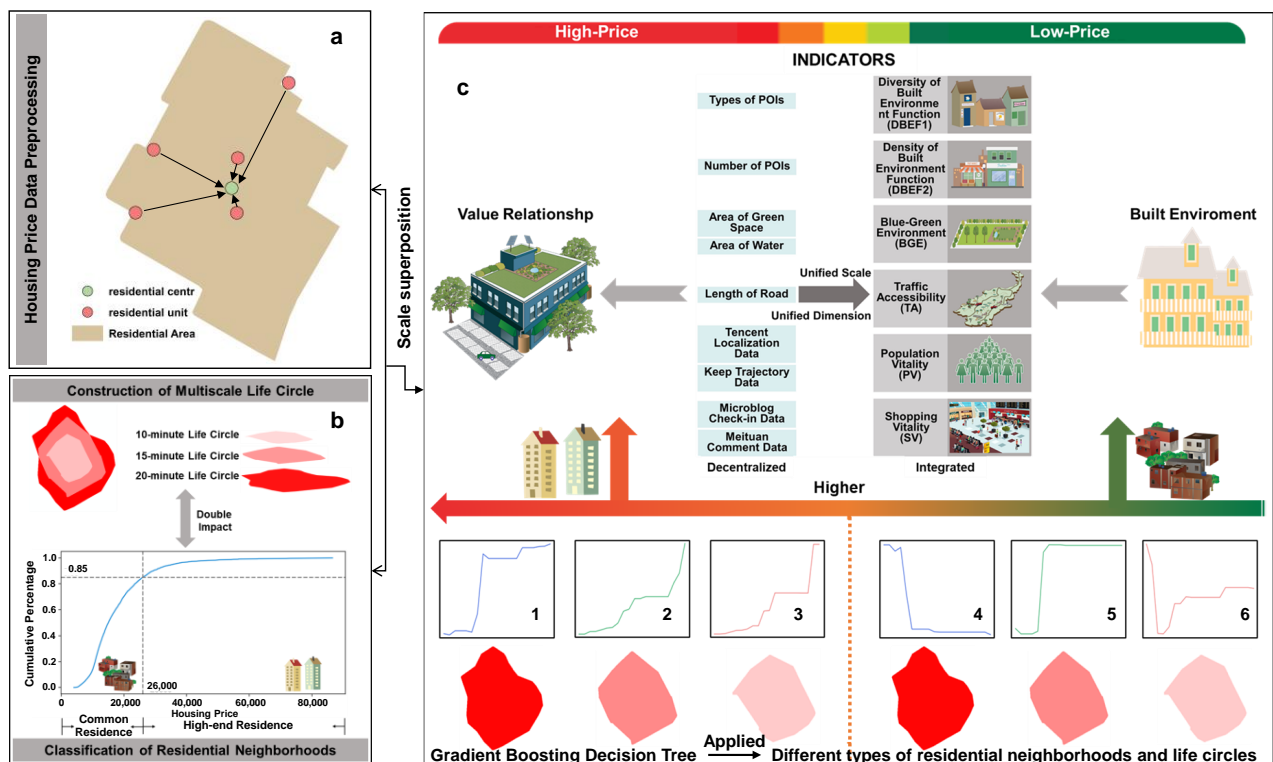 Housing Price Data Preprocessing
a
residential centr
residential unit
Residential Area
Construction of Multiscale Life Circle
b
10-minute Life Circle
15-minute Life Circle
20-minute Life Circle
Double
Impact
Cumulative Percentage
1.0
0.85
0.8
0.6
0.4
0.2
0.0
26,000
0
20,000
40,000
60,000
80,000
Housing Price
Common
Residence
High-end Residence
Classification of Residential Neighborhoods
Scale superposition
High-Price
Low-Price
INDICATORS
c
Types of POIs
Number of POIs
Area of Green
Space
Area of Water
Length of Road
Tencent
Localization
Data
Keep Trajectory
Data
Microblog
Check-in Data
Meituan
Comment Data
Decentralized
Unified Scale
Unified Dimension
Diversity of
Built
Environme
nt Function
(DBEF1)
Density of
Built
Environment
Function
(DBEF2)
Blue-Green
Environment
(BGE)
Traffic
Accessibility
(TA)
Population
Vitality
(PV)
Shopping
Vitality
(SV)
Integrated
Value Relationshp
Built Enviroment
Higher
1
2
3
4
5
6
Gradient Boosting Decision Tree
Applied
Different types of residential neighborhoods and life circles